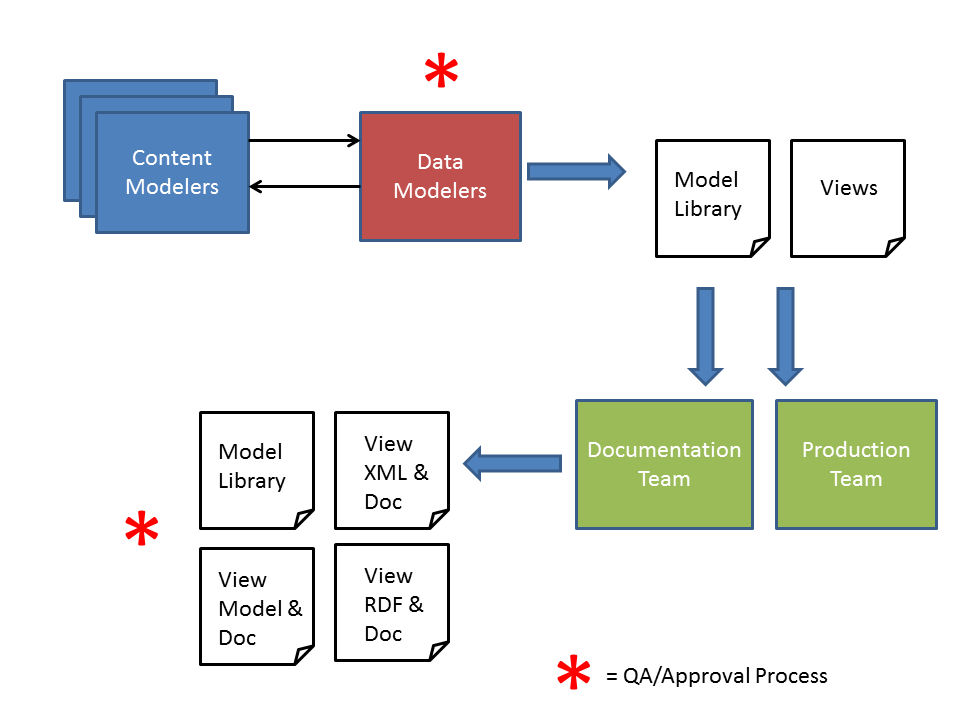 Content
Modelers
Data
Modelers
Model
Library
Views
Documentation
Team
Production
Team
Model
Library
View
XML &
Doc
View
Model &
Doc
View
RDF &
Doc
* = QA/Approval Process